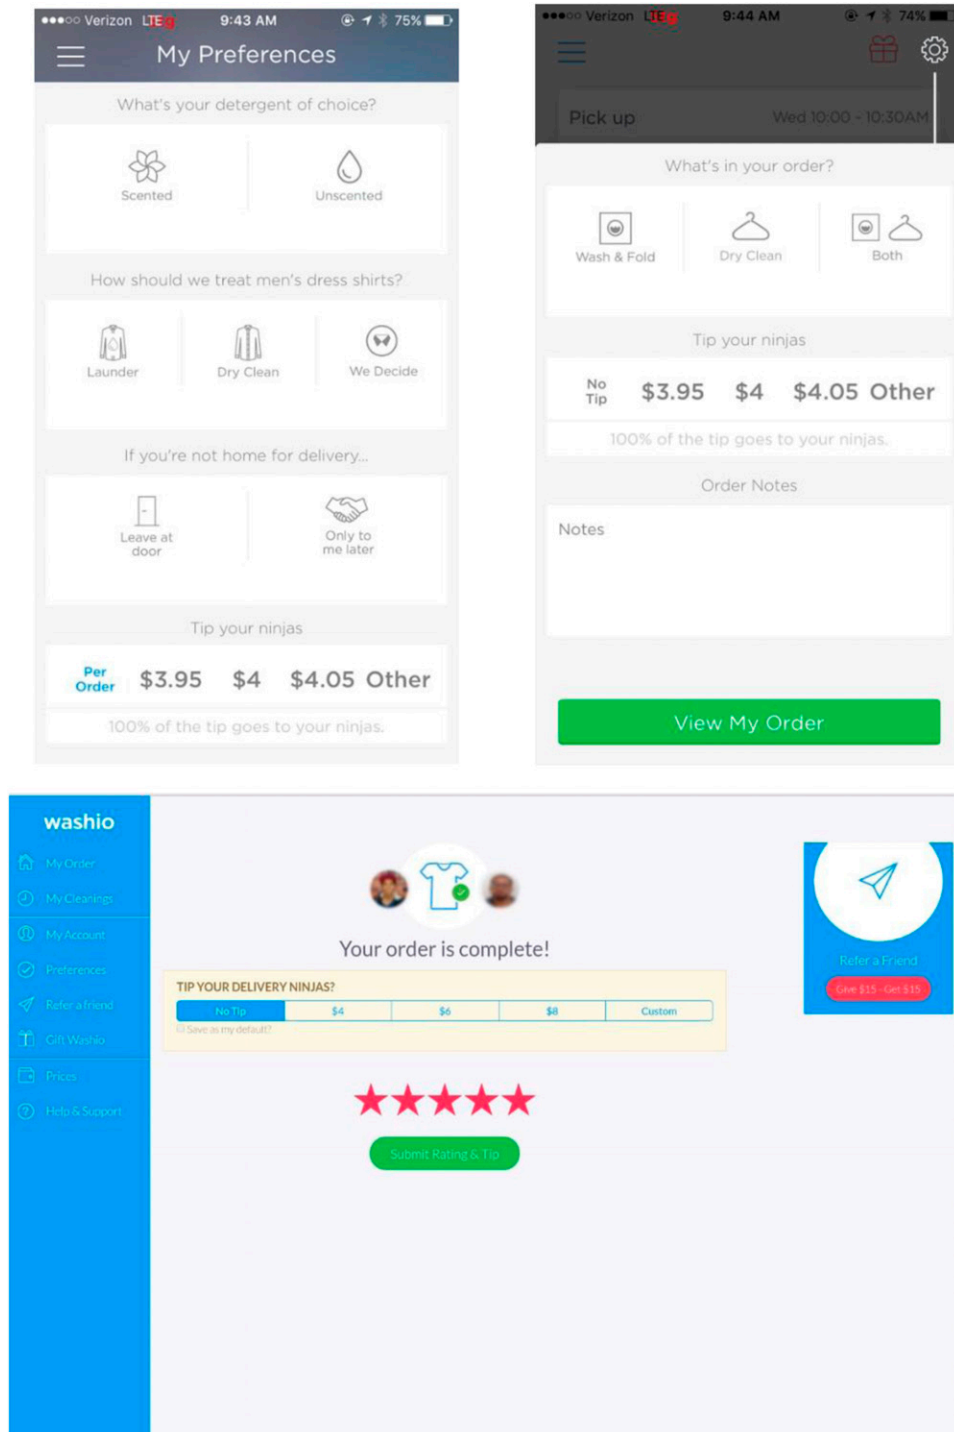 Verizon LTE 9:43 AM 75%
My Preferences
What's your detergent of choice?
Scented Unscented
How should we treat men's dress shirts?
Launder Dry Clean We Decide
If you're not home for delivery...
Leave at door Only to me later
Tip your ninjas
Per Order $3.95 $4 $4.05 Other
100% of the tip goes to your ninjas.
Verizon LTE 9:44 AM 74%
Pick up Wed 10:00 - 10:30AM
What's in your order?
Wash & Fold Dry Clean Both
Tip your ninjas
No Tip $3.95 $4 $4.05 Other
100% of the tip goes to your ninjas.
Order Notes
Notes
View My Order
washio
My Order
My Cleanings
My Account
Preferences
Refer a friend
Gift Washio
Prices
Help & Support
Your order is complete!
TIP YOUR DELIVERY NINJAS?
No Tip $4 $6 $8 Custom
Save as my default?
Submit Rating & Tip
Refer a Friend
Give $15 - Get $15